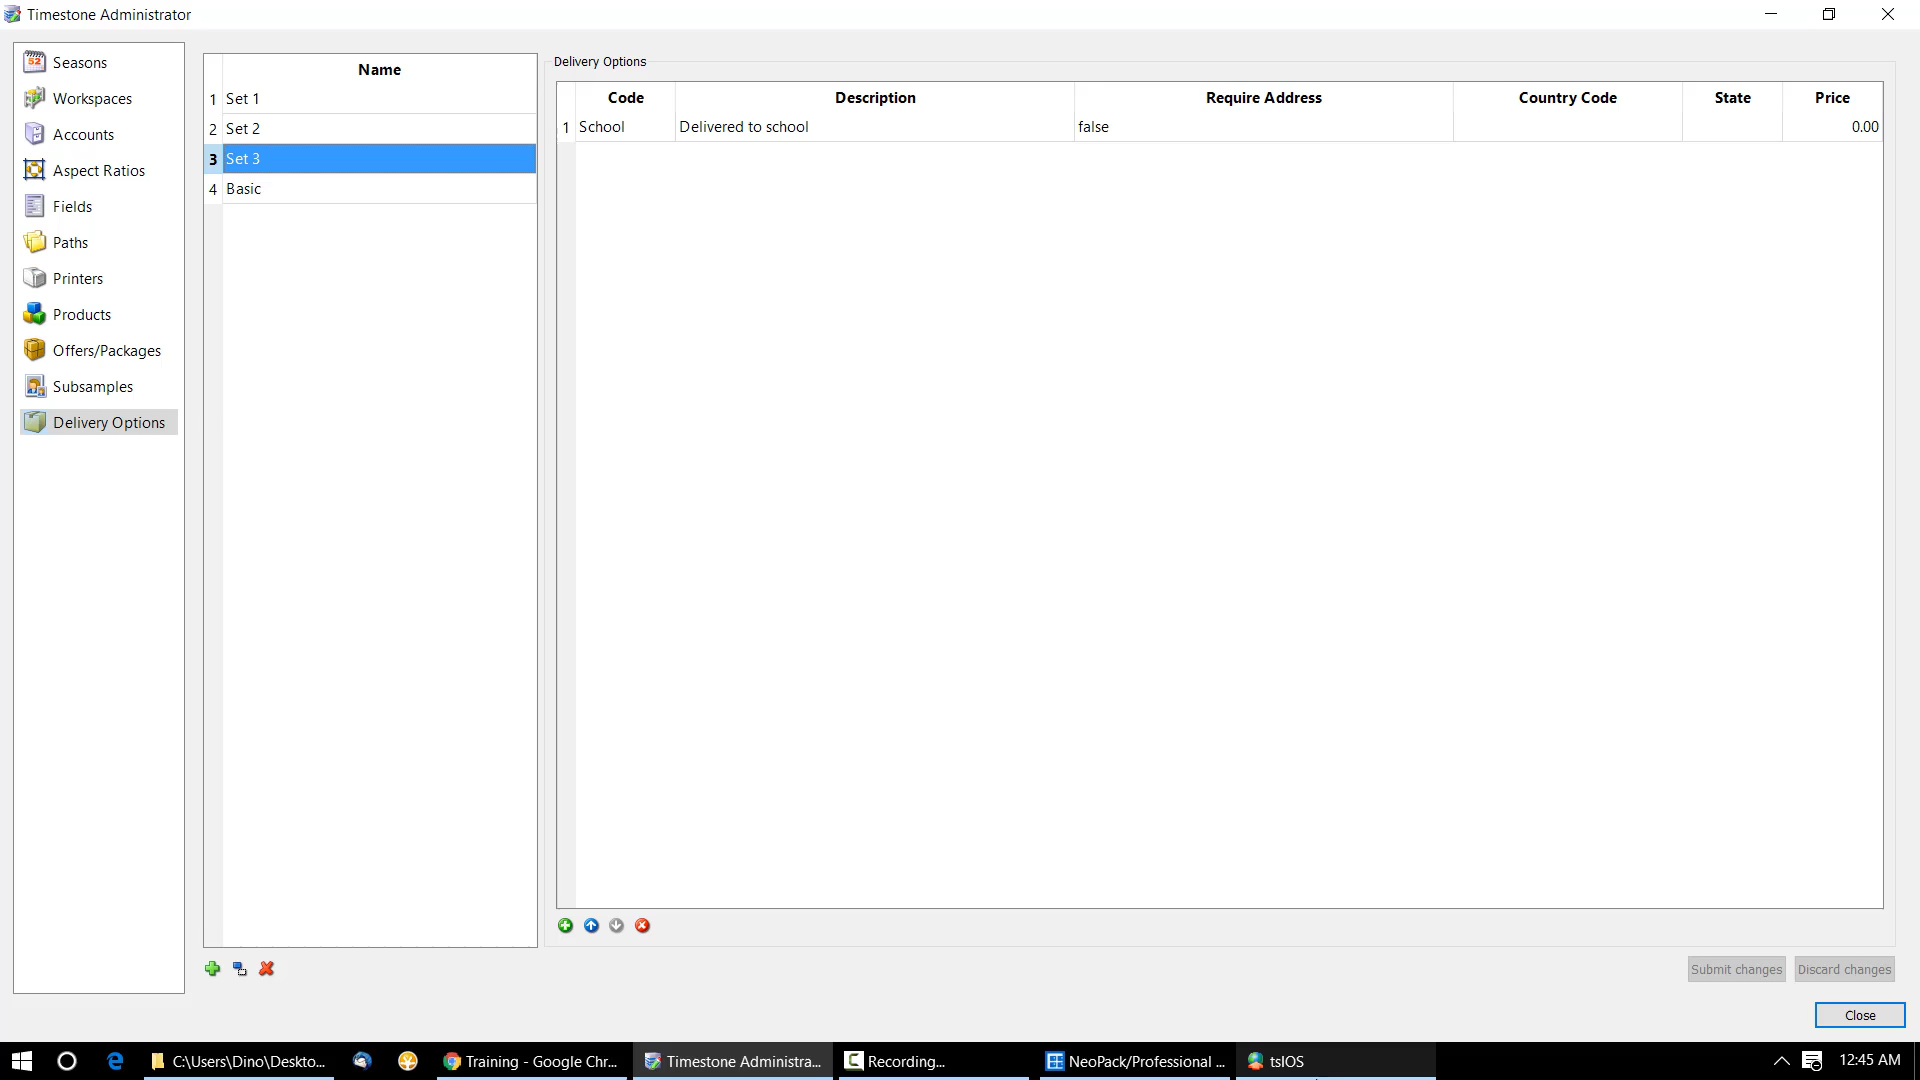 Timestone Administrator
52
Seasons
Workspaces
Accounts
Aspect Ratios
Fields
Paths
Printers
Products
Offers/Packages
Subsamples
Delivery Options
Name
1 Set 1
2 Set 2
3 Set 3
4 Basic
Delivery Options
Code Description Require Address Country Code State Price
1 School Delivered to school false 0.00
Submit changes Discard changes
Close
C:\Users\Dino\Deskto... Training - Google Chr... Timestone Administra... Recording... NeoPack/Professional ... tsIOS 12:45 AM